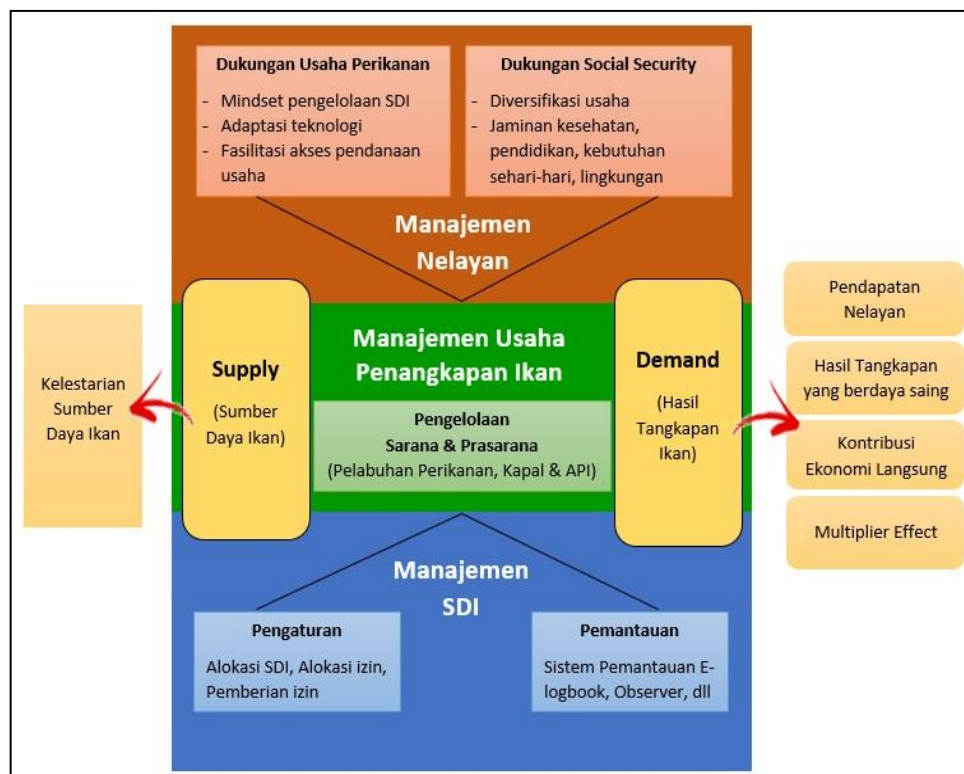 Dukungan Usaha Perikanan
- Mindset pengelolaan SDI
- Adaptasi teknologi
- Fasilitasi akses pendanaan
usaha
Dukungan Social Security
- Diversifikasi usaha
- Jaminan kesehatan,
pendidikan, kebutuhan
sehari-hari, lingkungan
Manajemen
Nelayan
Kelestarian
Sumber
Daya Ikan
Supply
(Sumber
Daya Ikan)
Manajemen Usaha
Penangkapan Ikan
Pengelolaan
Sarana & Prasarana
(Pelabuhan Perikanan, Kapal & API)
Demand
(Hasil
Tangkapan
Ikan)
Pendapatan
Nelayan
Hasil Tangkapan
yang berdaya saing
Kontribusi
Ekonomi Langsung
Multiplier Effect
Manajemen
SDI
Pengaturan
Alokasi SDI, Alokasi izin,
Pemberian izin
Pemantauan
Sistem Pemantauan E-
logbook, Observer, dll